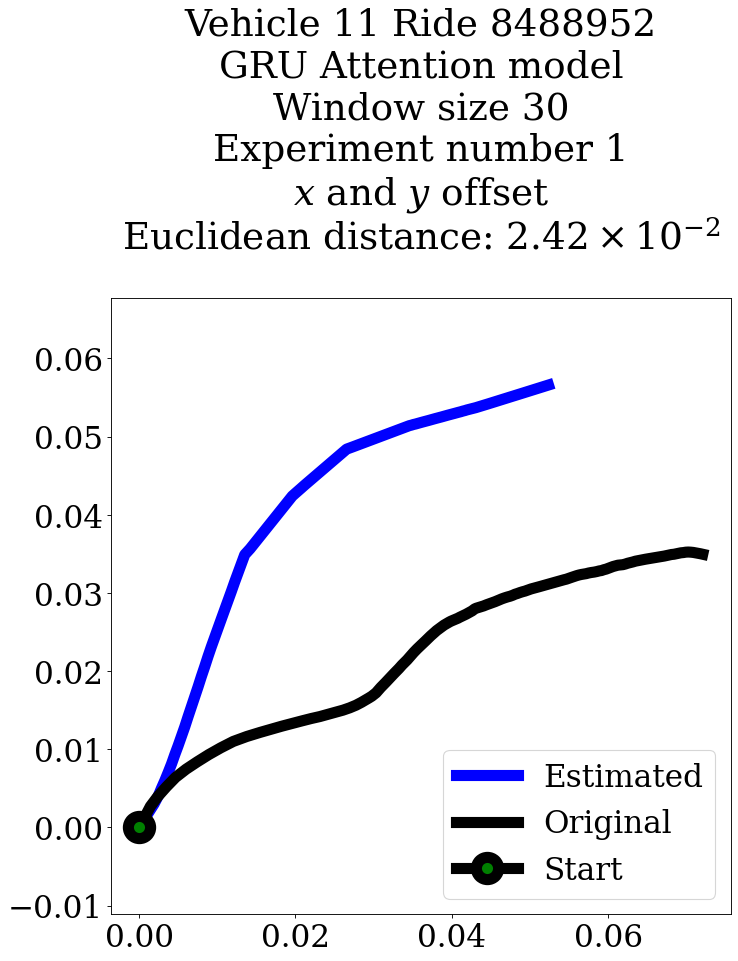 Vehicle 11 Ride 8488952
GRU Attention model
Window size 30
Experiment number 1
x and y offset
Euclidean distance: 2.42 × 10⁻²
0.06
0.05
0.04
0.03
0.02
0.01
0.00
−0.01
Estimated
Original
Start
0.00 0.02 0.04 0.06